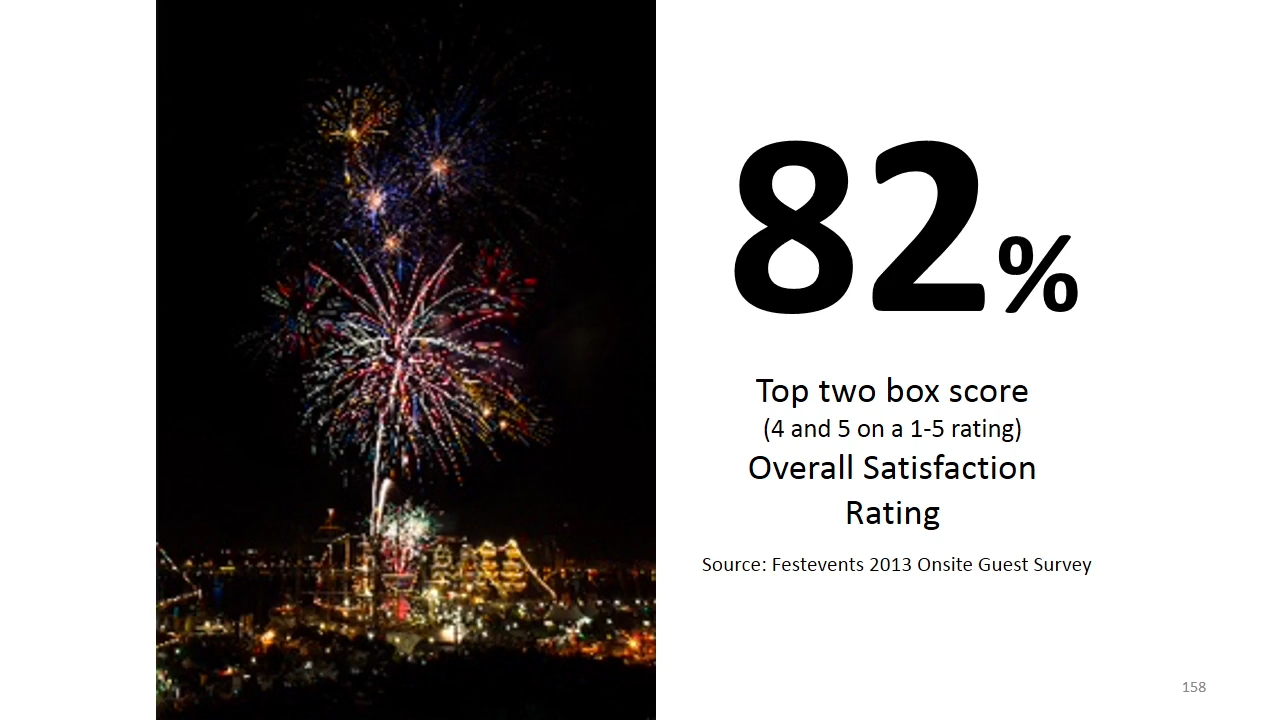 82%
Top two box score
(4 and 5 on a 1-5 rating)
Overall Satisfaction
Rating
Source: Festevents 2013 Onsite Guest Survey
158